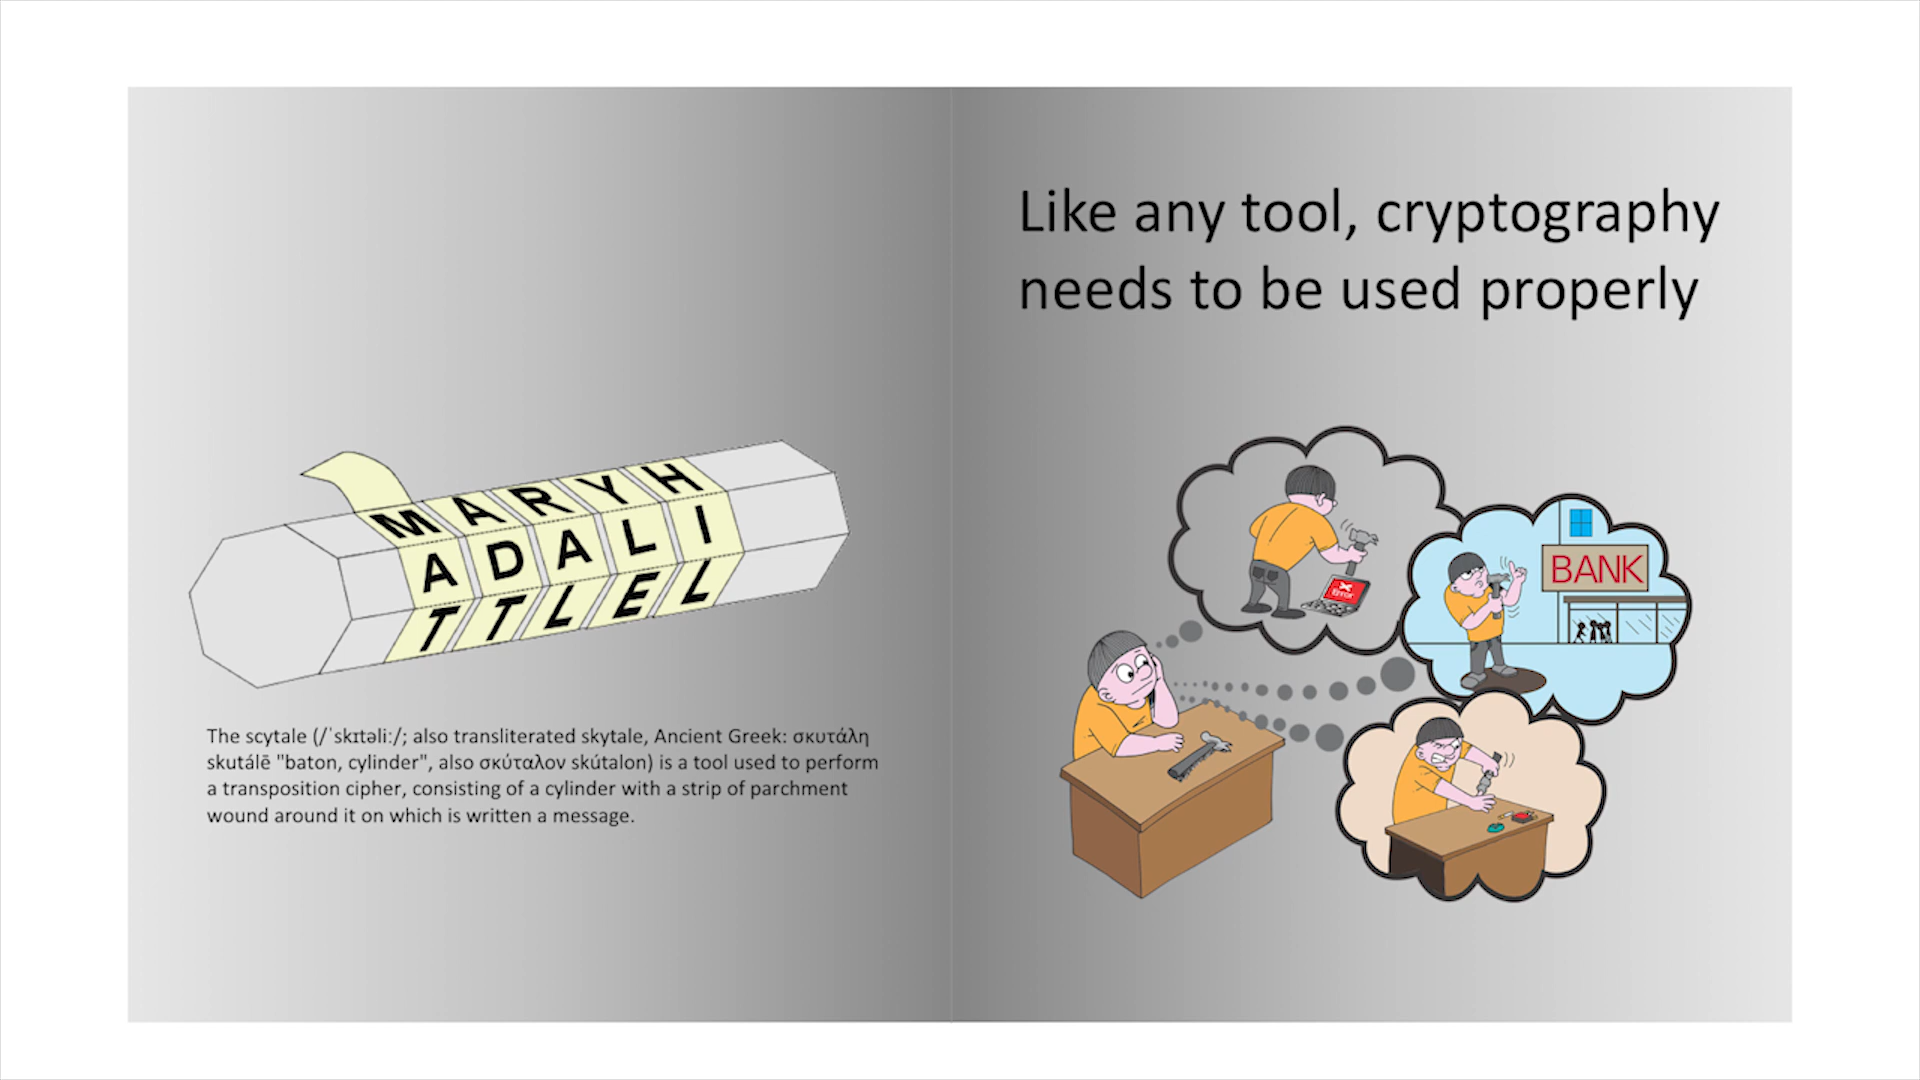 MARYH
ADALI
TTLEL
The scytale (/ˈskɪtəliː/; also transliterated skytale, Ancient Greek: σκυτάλη
skutálē "baton, cylinder", also σκύταλον skútalon) is a tool used to perform
a transposition cipher, consisting of a cylinder with a strip of parchment
wound around it on which is written a message.
Like any tool, cryptography
needs to be used properly
Error
BANK